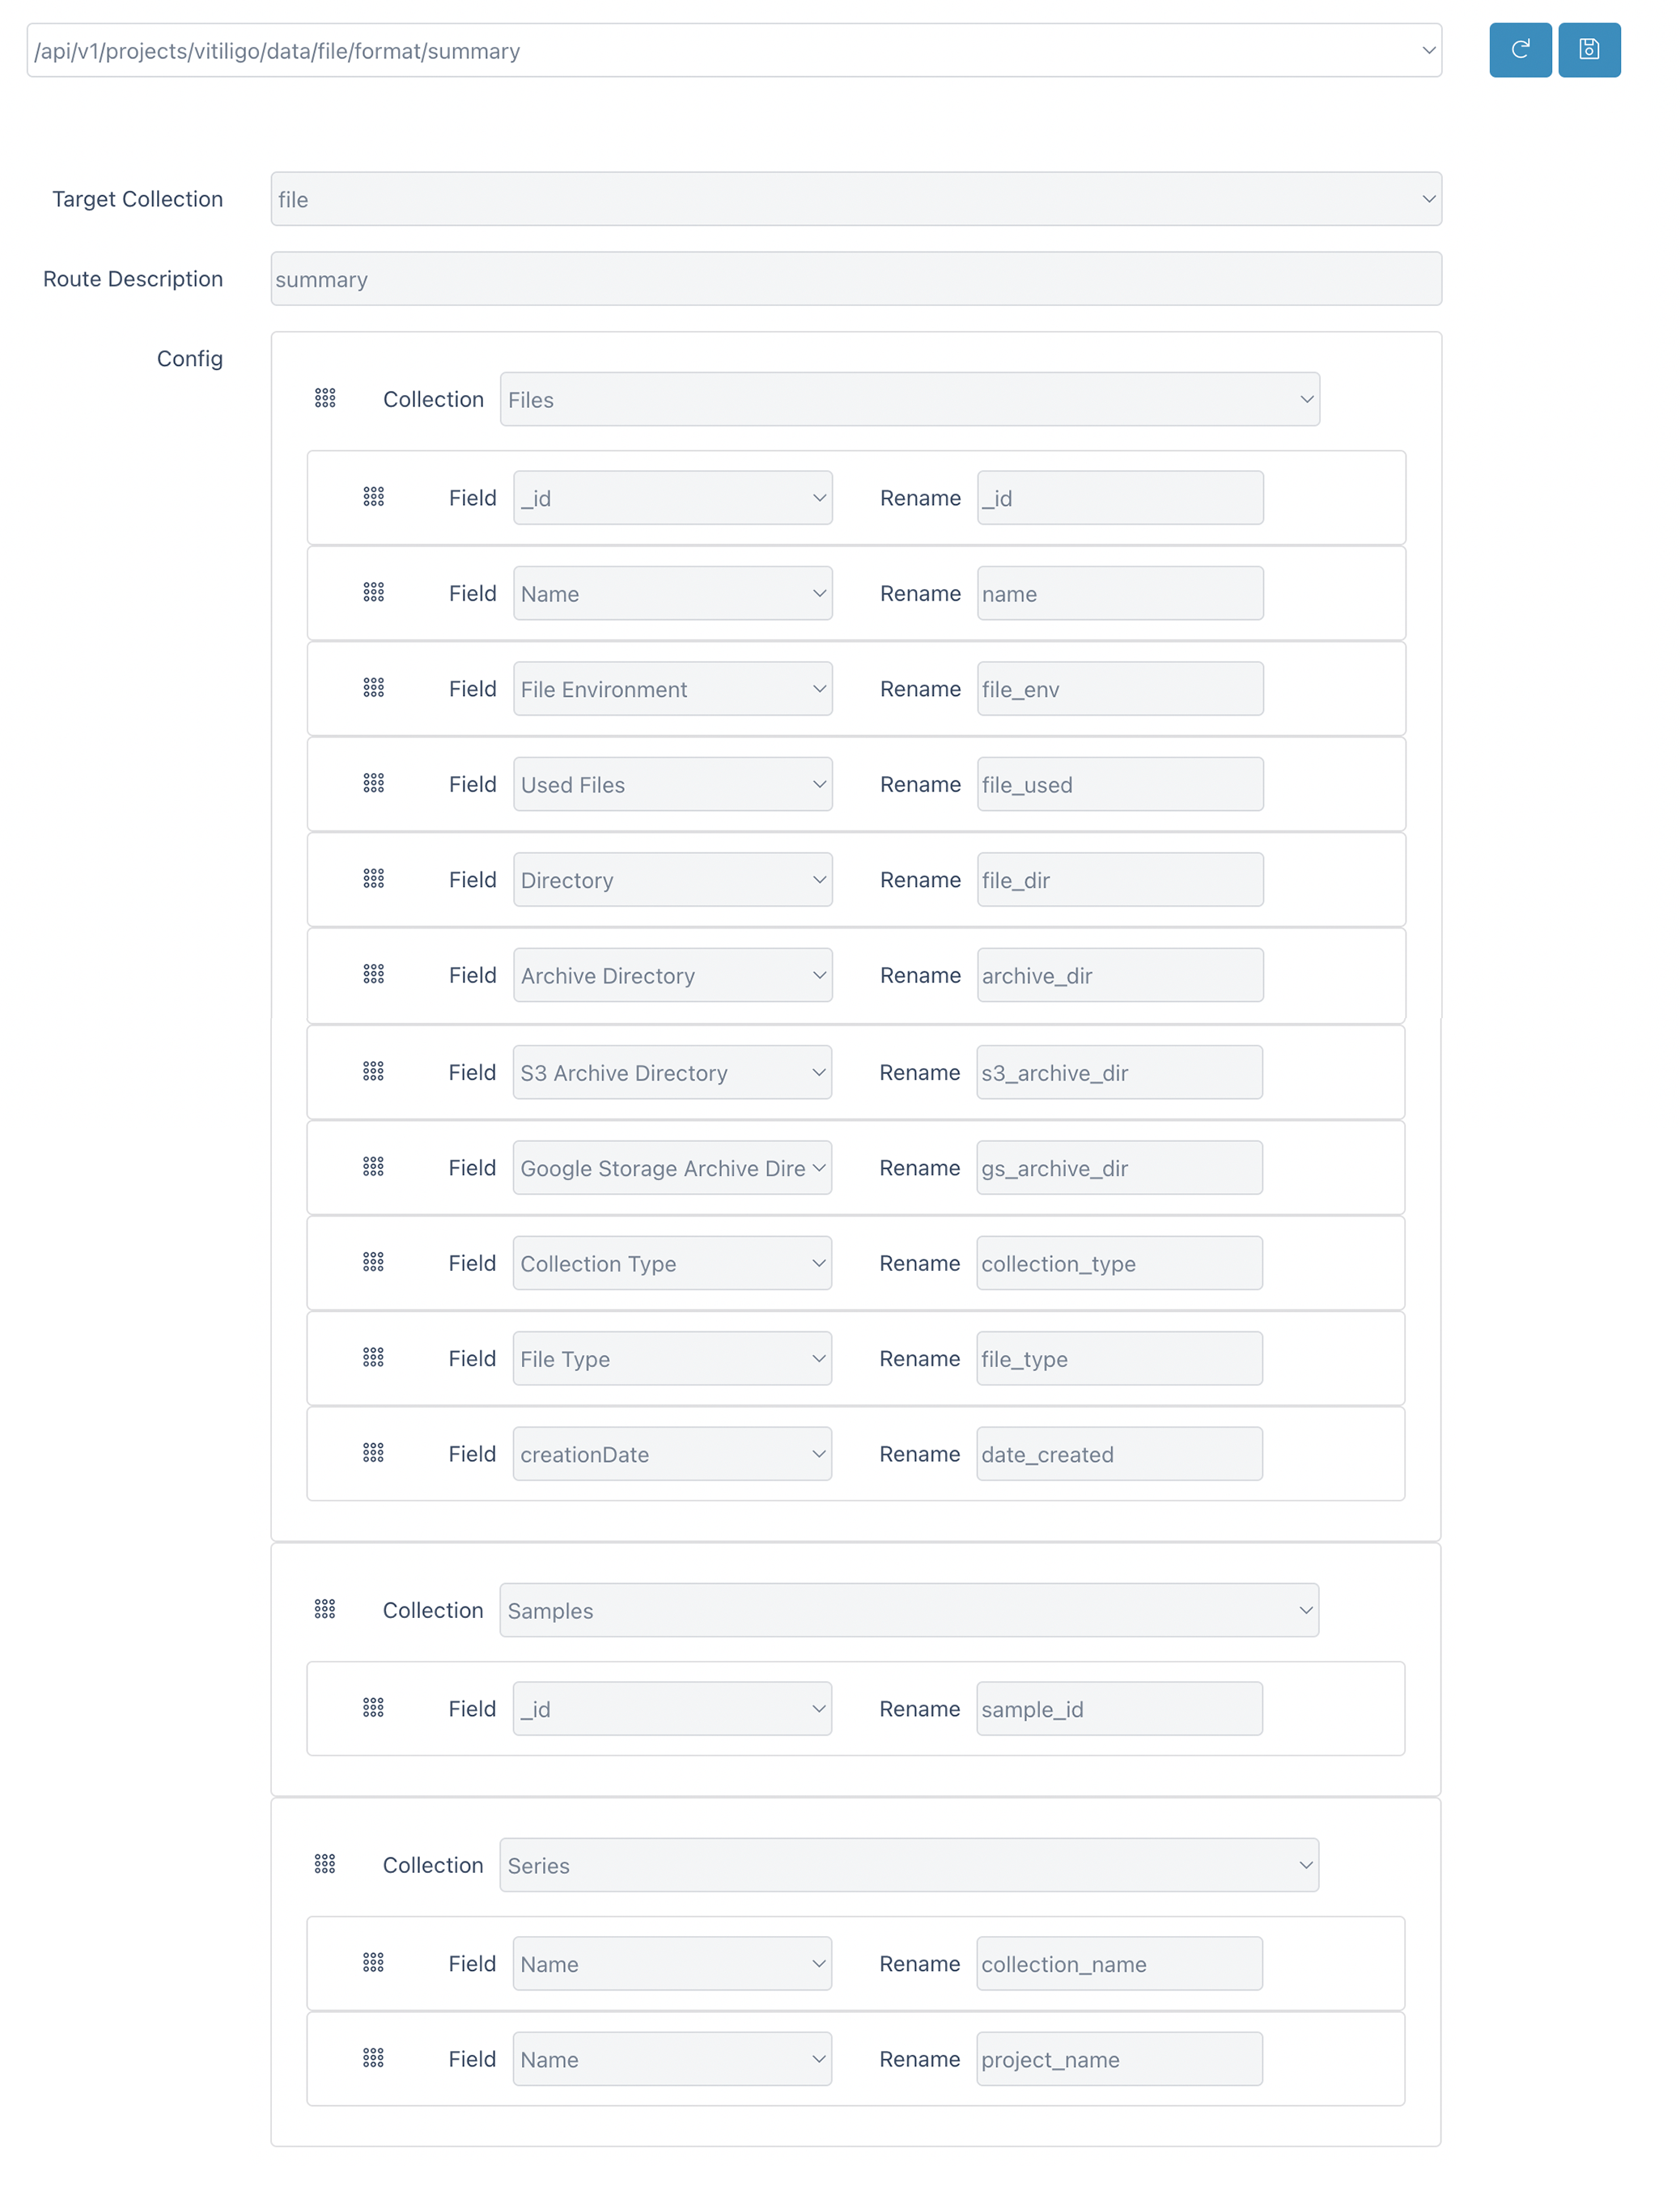 /api/v1/projects/vitiligo/data/file/format/summary
Target Collection file
Route Description summary
Config
Collection Files
Field _id Rename _id
Field Name Rename name
Field File Environment Rename file_env
Field Used Files Rename file_used
Field Directory Rename file_dir
Field Archive Directory Rename archive_dir
Field S3 Archive Directory Rename s3_archive_dir
Field Google Storage Archive Dire Rename gs_archive_dir
Field Collection Type Rename collection_type
Field File Type Rename file_type
Field creationDate Rename date_created
Collection Samples
Field _id Rename sample_id
Collection Series
Field Name Rename collection_name
Field Name Rename project_name